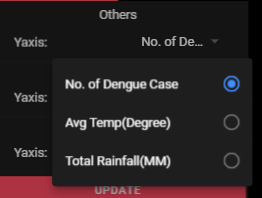 Others
Yaxis: No. of De...
No. of Dengue Case
Yaxis:
Avg Temp(Degree)
Yaxis:
Total Rainfall(MM)
UPDATE